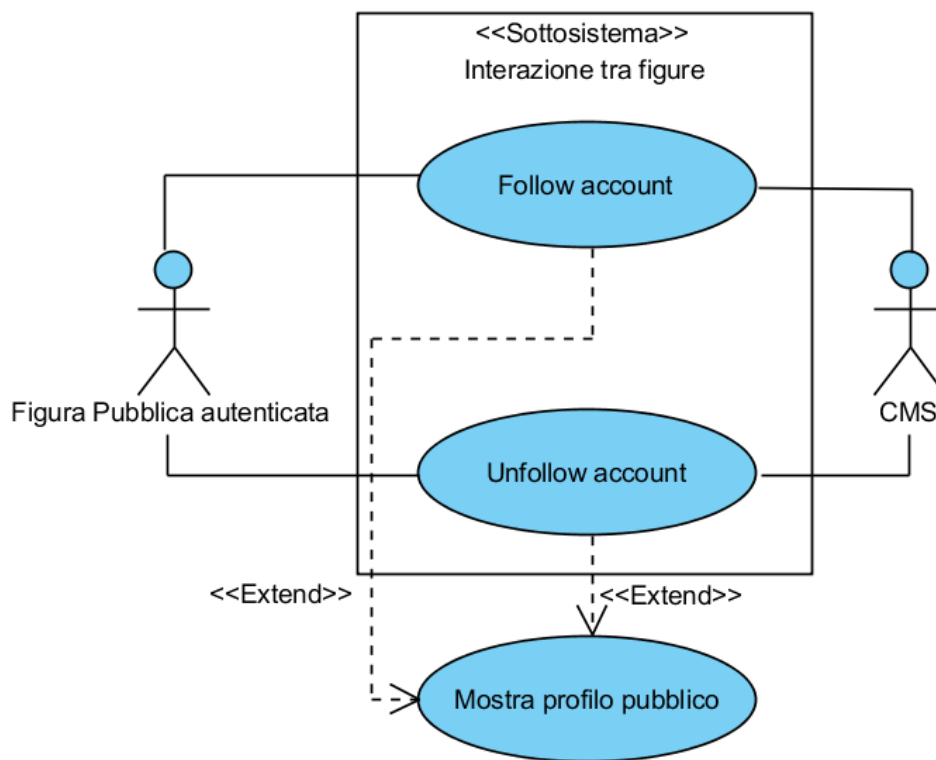 <<Sottosistema>>
Interazione tra figure
Follow account
Figura Pubblica autenticata
CMS
Unfollow account
<<Extend>>
<<Extend>>
Mostra profilo pubblico